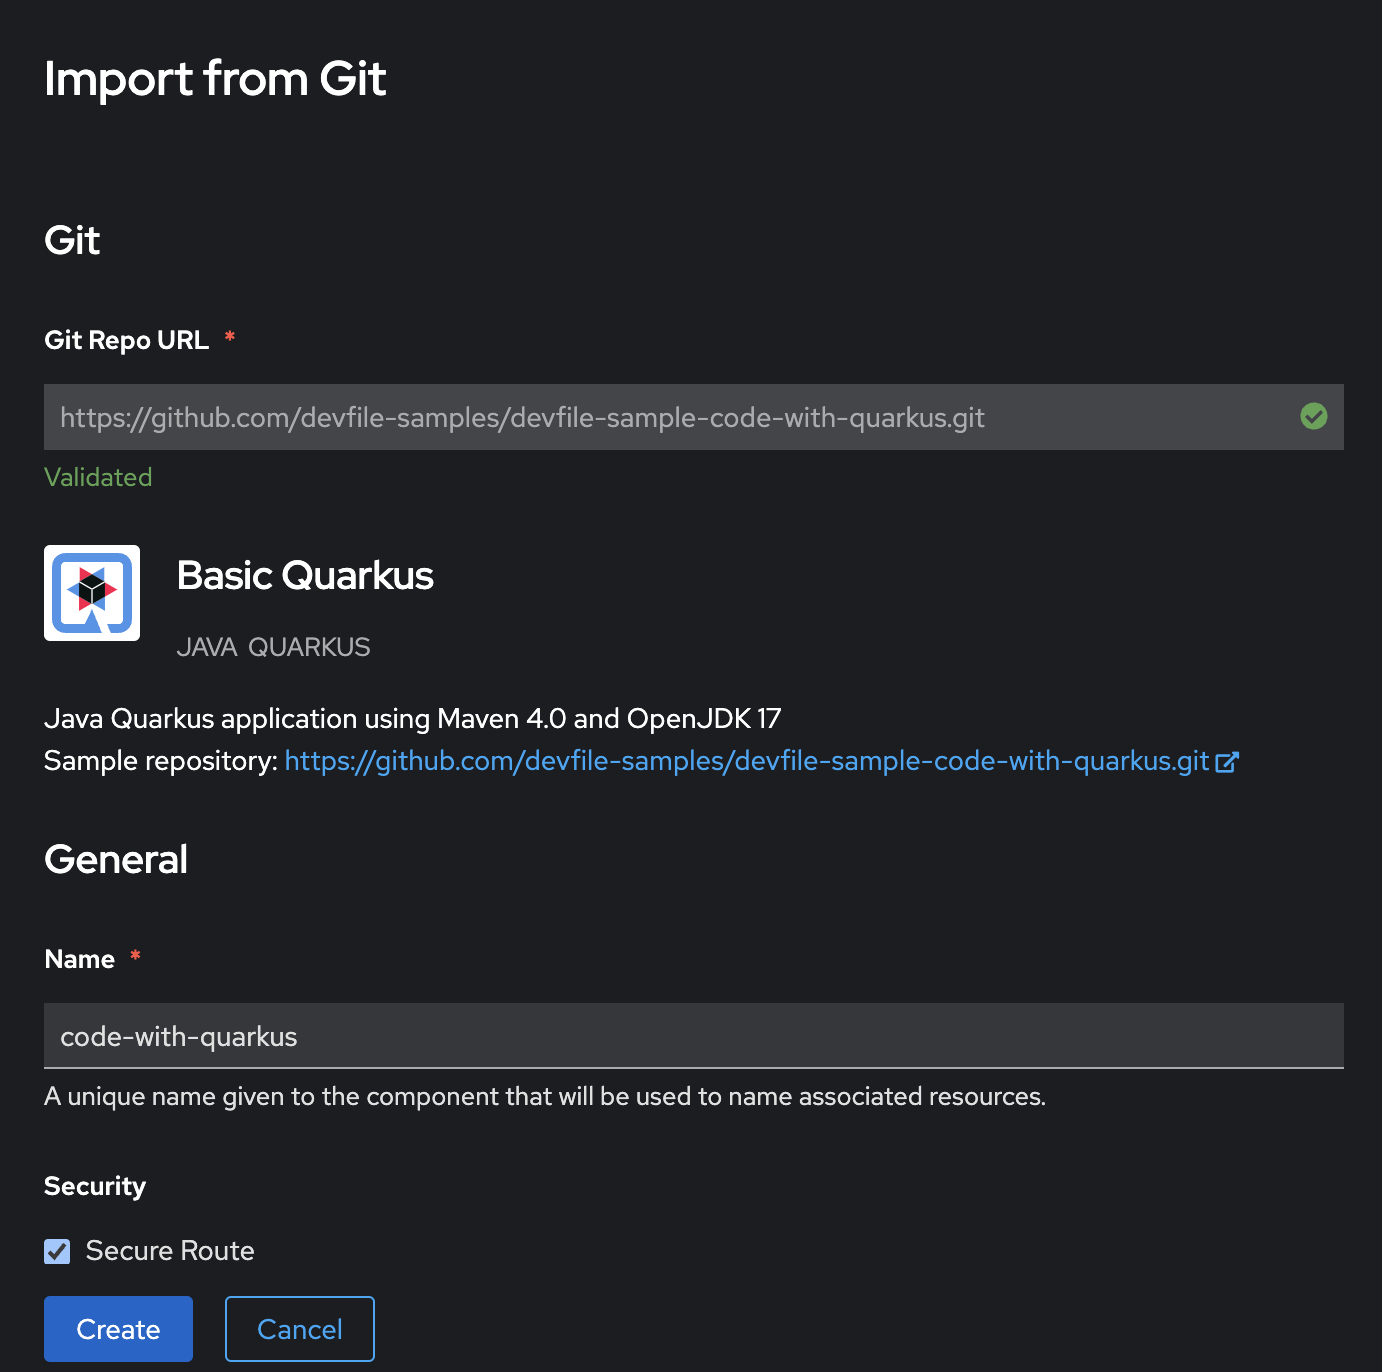 Import from Git
Git
Git Repo URL *
https://github.com/devfile-samples/devfile-sample-code-with-quarkus.git
Validated
Basic Quarkus
JAVA QUARKUS
Java Quarkus application using Maven 4.0 and OpenJDK 17
Sample repository: https://github.com/devfile-samples/devfile-sample-code-with-quarkus.git
General
Name *
code-with-quarkus
A unique name given to the component that will be used to name associated resources.
Security
Secure Route
Create Cancel